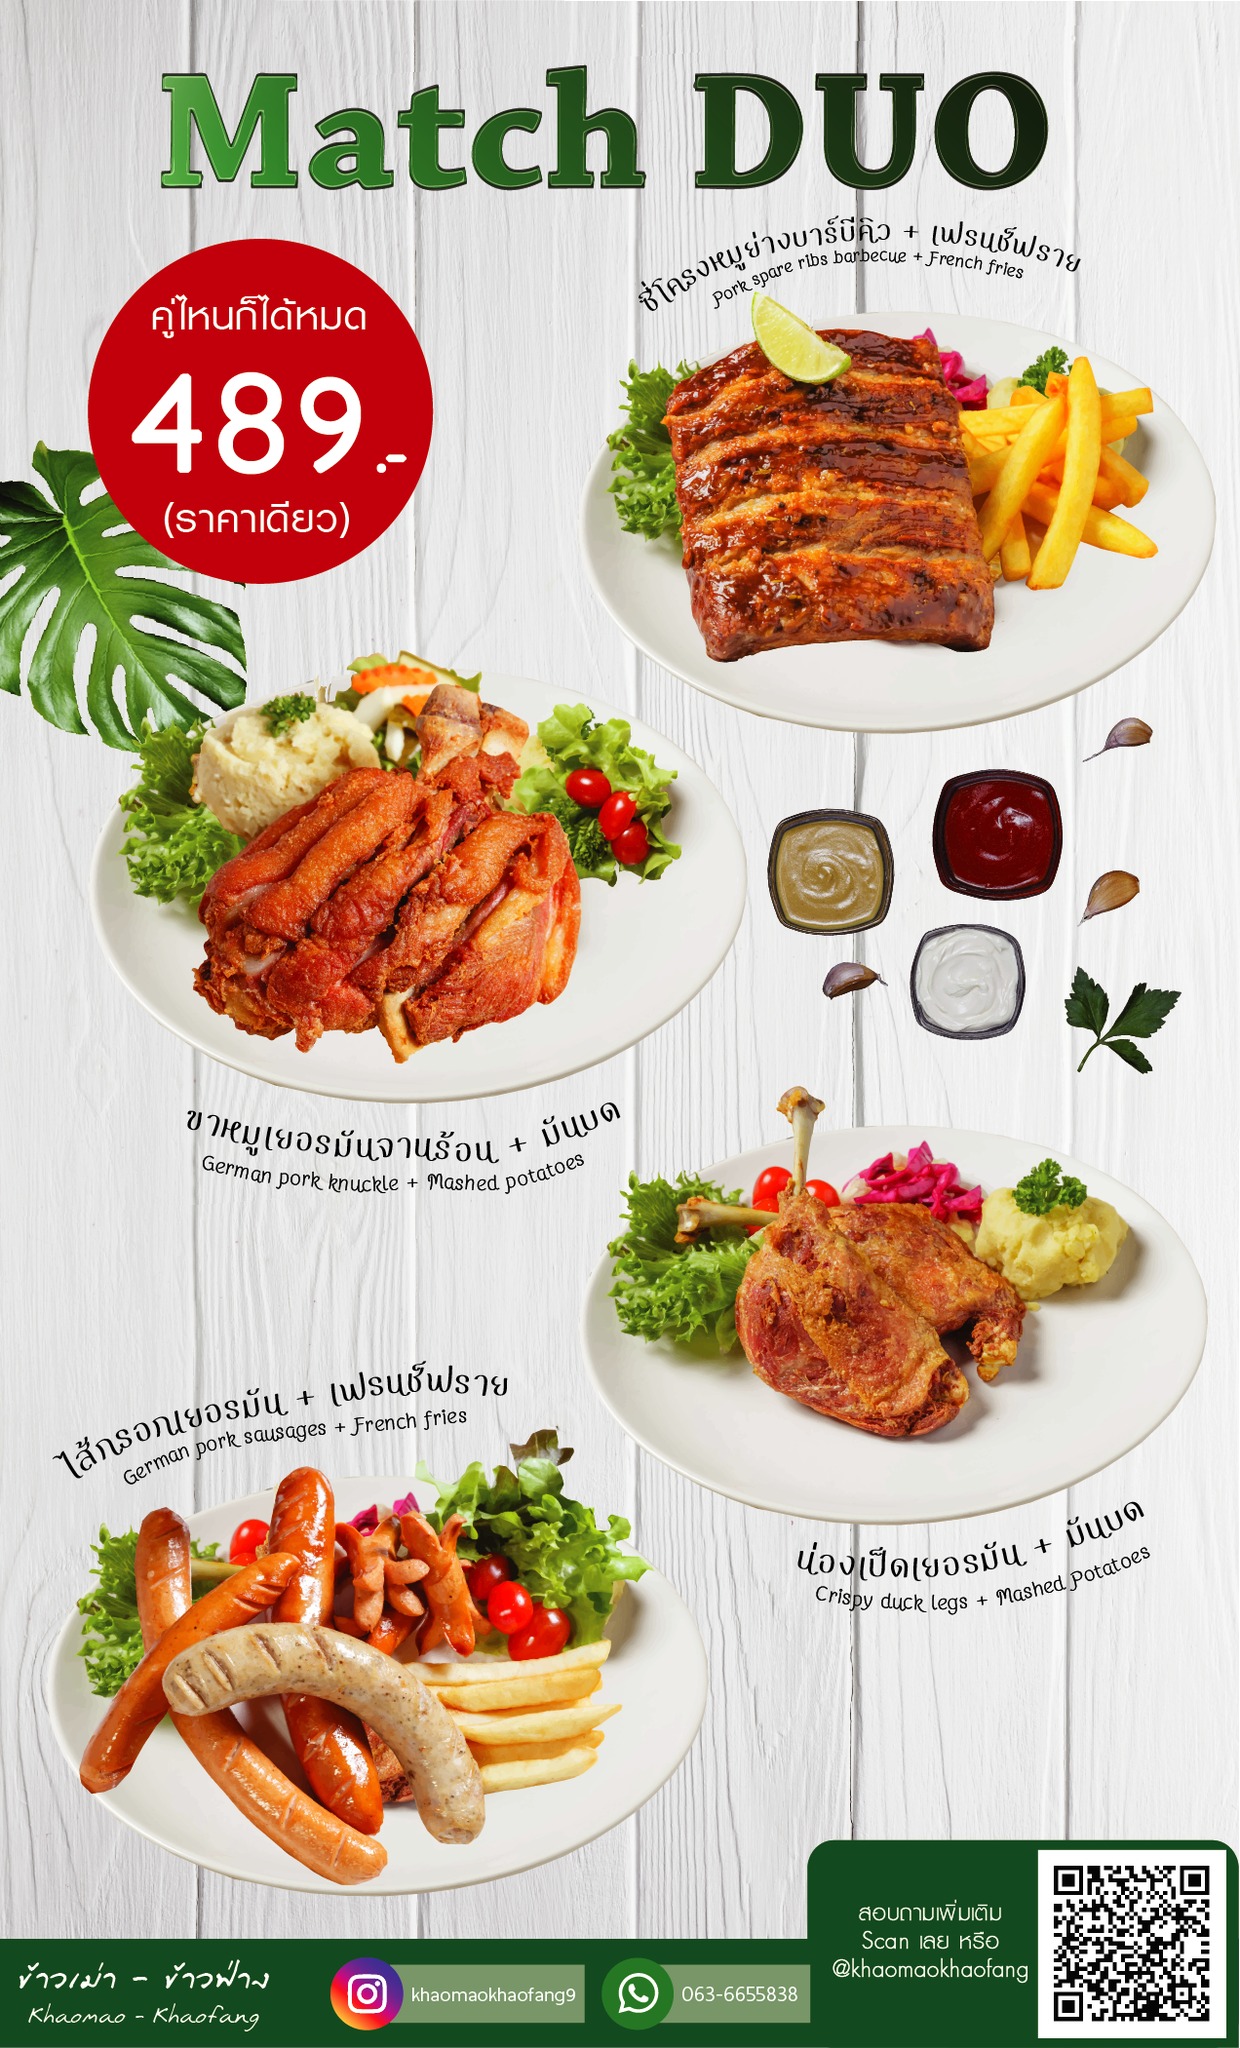 Match DUO
คู่ไหนก็ได้หมด
489.-
(ราคาเดียว)
ซี่โครงหมูย่างบาร์บีคิว + เฟรนช์ฟราย
Pork spare ribs barbecue + French fries
ขาหมูเยอรมันจานร้อน + มันบด
German pork knuckle + Mashed potatoes
ไส้กรอกเยอรมัน + เฟรนช์ฟราย
German pork sausages + French fries
น่องเป็ดเยอรมัน + มันบด
Crispy duck legs + Mashed Potatoes
ข้าวเม่า - ข้าวฟ่าง
Khaomao - Khaofang
khaomaokhaofang9
063-6655838
สอบถามเพิ่มเติม
Scan เลย หรือ
@khaomaokhaofang